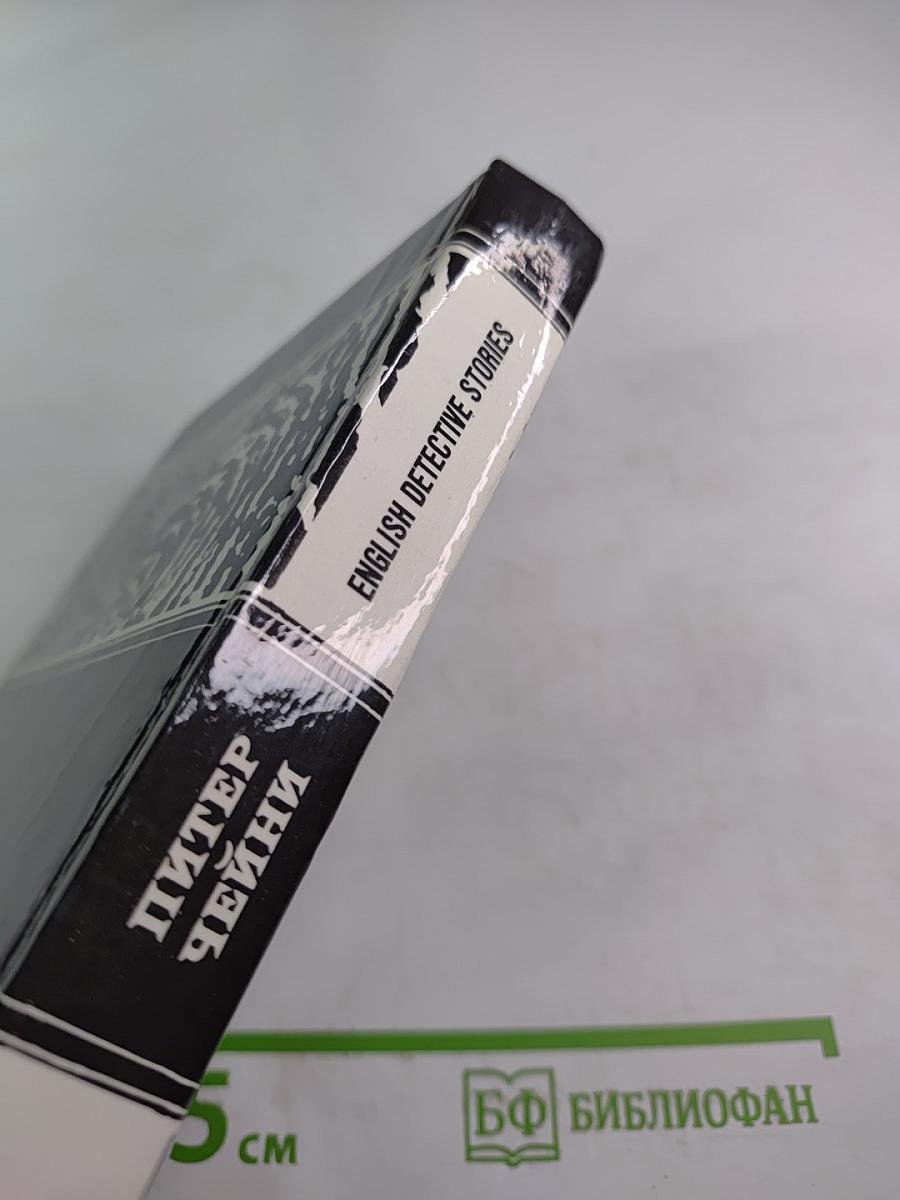 ENGLISH DETECTIVE STORIES
ПИТЕР
ЧЕЙНИ
5 см
БФ БИБЛИОФАН